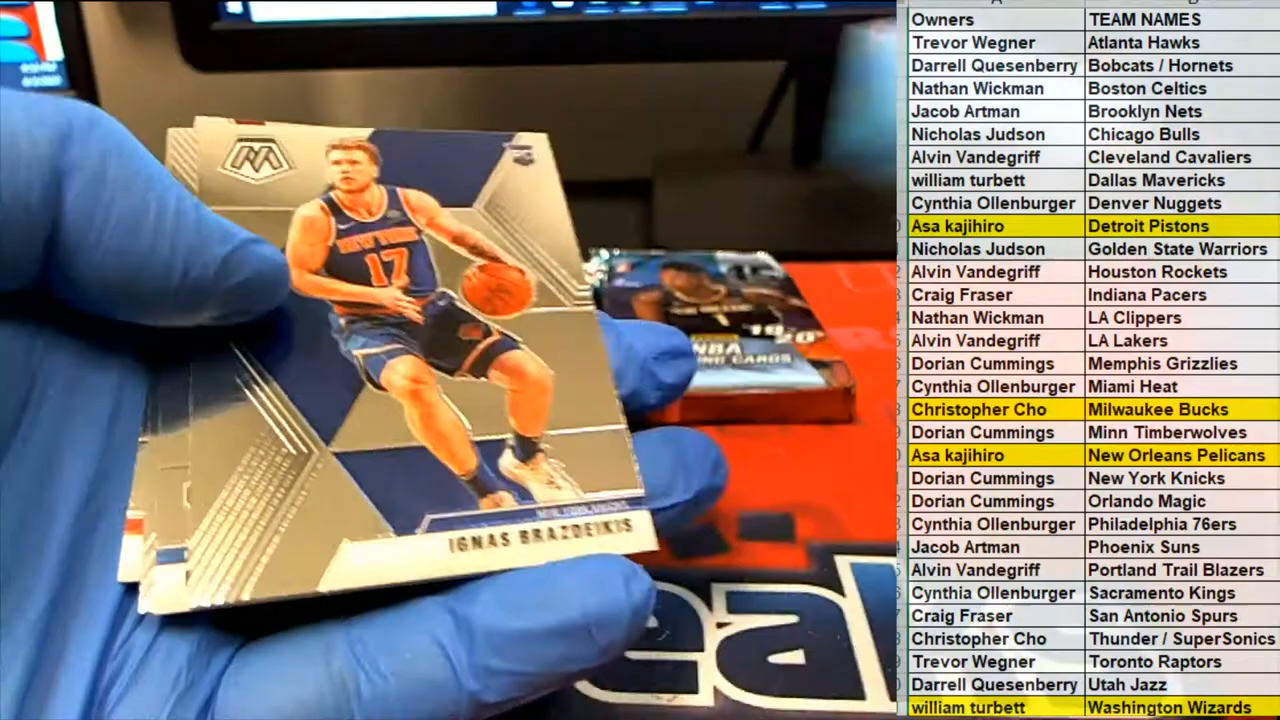 M
RC
NEW YORK
17
NEW YORK KNICKS
IGNAS BRAZDEIKIS
1
19
20
NBA
CARDS
eal
Owners TEAM NAMES
Trevor Wegner Atlanta Hawks
Darrell Quesenberry Bobcats / Hornets
Nathan Wickman Boston Celtics
Jacob Artman Brooklyn Nets
Nicholas Judson Chicago Bulls
Alvin Vandegriff Cleveland Cavaliers
william turbett Dallas Mavericks
Cynthia Ollenburger Denver Nuggets
Asa kajihiro Detroit Pistons
Nicholas Judson Golden State Warriors
Alvin Vandegriff Houston Rockets
Craig Fraser Indiana Pacers
Nathan Wickman LA Clippers
Alvin Vandegriff LA Lakers
Dorian Cummings Memphis Grizzlies
Cynthia Ollenburger Miami Heat
Christopher Cho Milwaukee Bucks
Dorian Cummings Minn Timberwolves
Asa kajihiro New Orleans Pelicans
Dorian Cummings New York Knicks
Dorian Cummings Orlando Magic
Cynthia Ollenburger Philadelphia 76ers
Jacob Artman Phoenix Suns
Alvin Vandegriff Portland Trail Blazers
Cynthia Ollenburger Sacramento Kings
Craig Fraser San Antonio Spurs
Christopher Cho Thunder / SuperSonics
Trevor Wegner Toronto Raptors
Darrell Quesenberry Utah Jazz
william turbett Washington Wizards